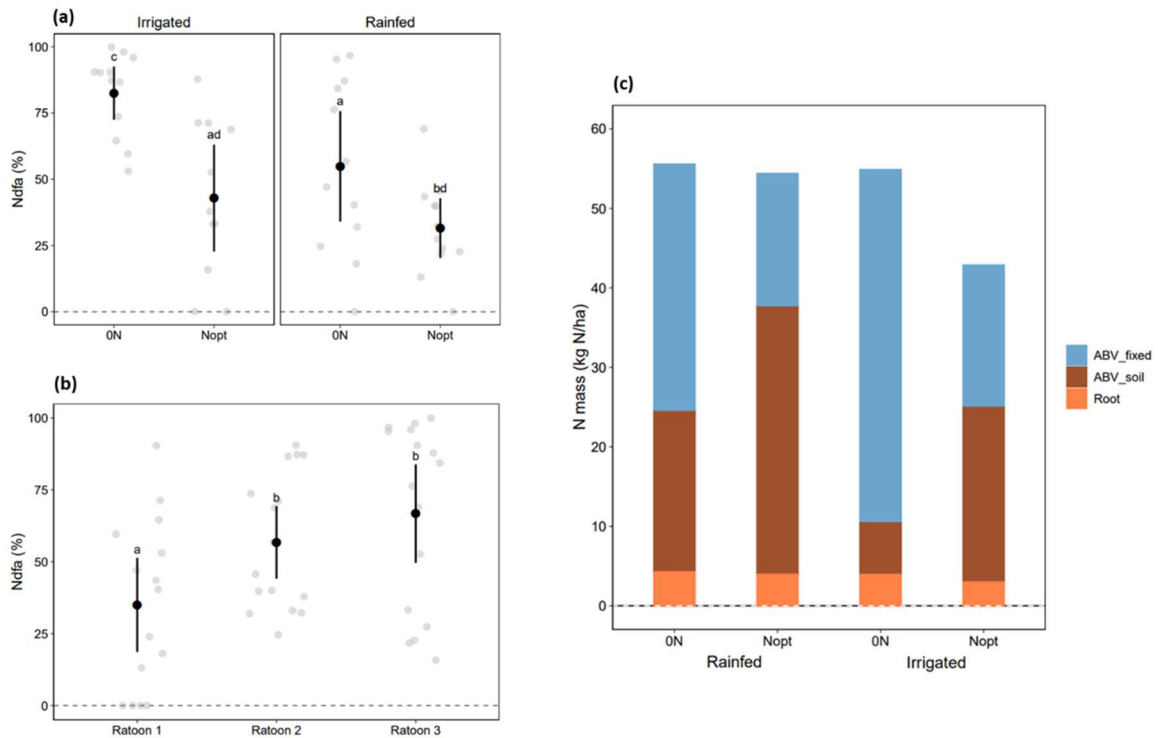 (a)
Irrigated
Rainfed
100
75
50
25
0
Ndfa (%)
c
ad
a
bd
0N
Nopt
0N
Nopt
(b)
100
75
50
25
0
Ndfa (%)
a
b
b
Ratoon 1
Ratoon 2
Ratoon 3
(c)
60
50
40
30
20
10
0
N mass (kg N/ha)
0N
Nopt
0N
Nopt
Rainfed
Irrigated
ABV_fixed
ABV_soil
Root